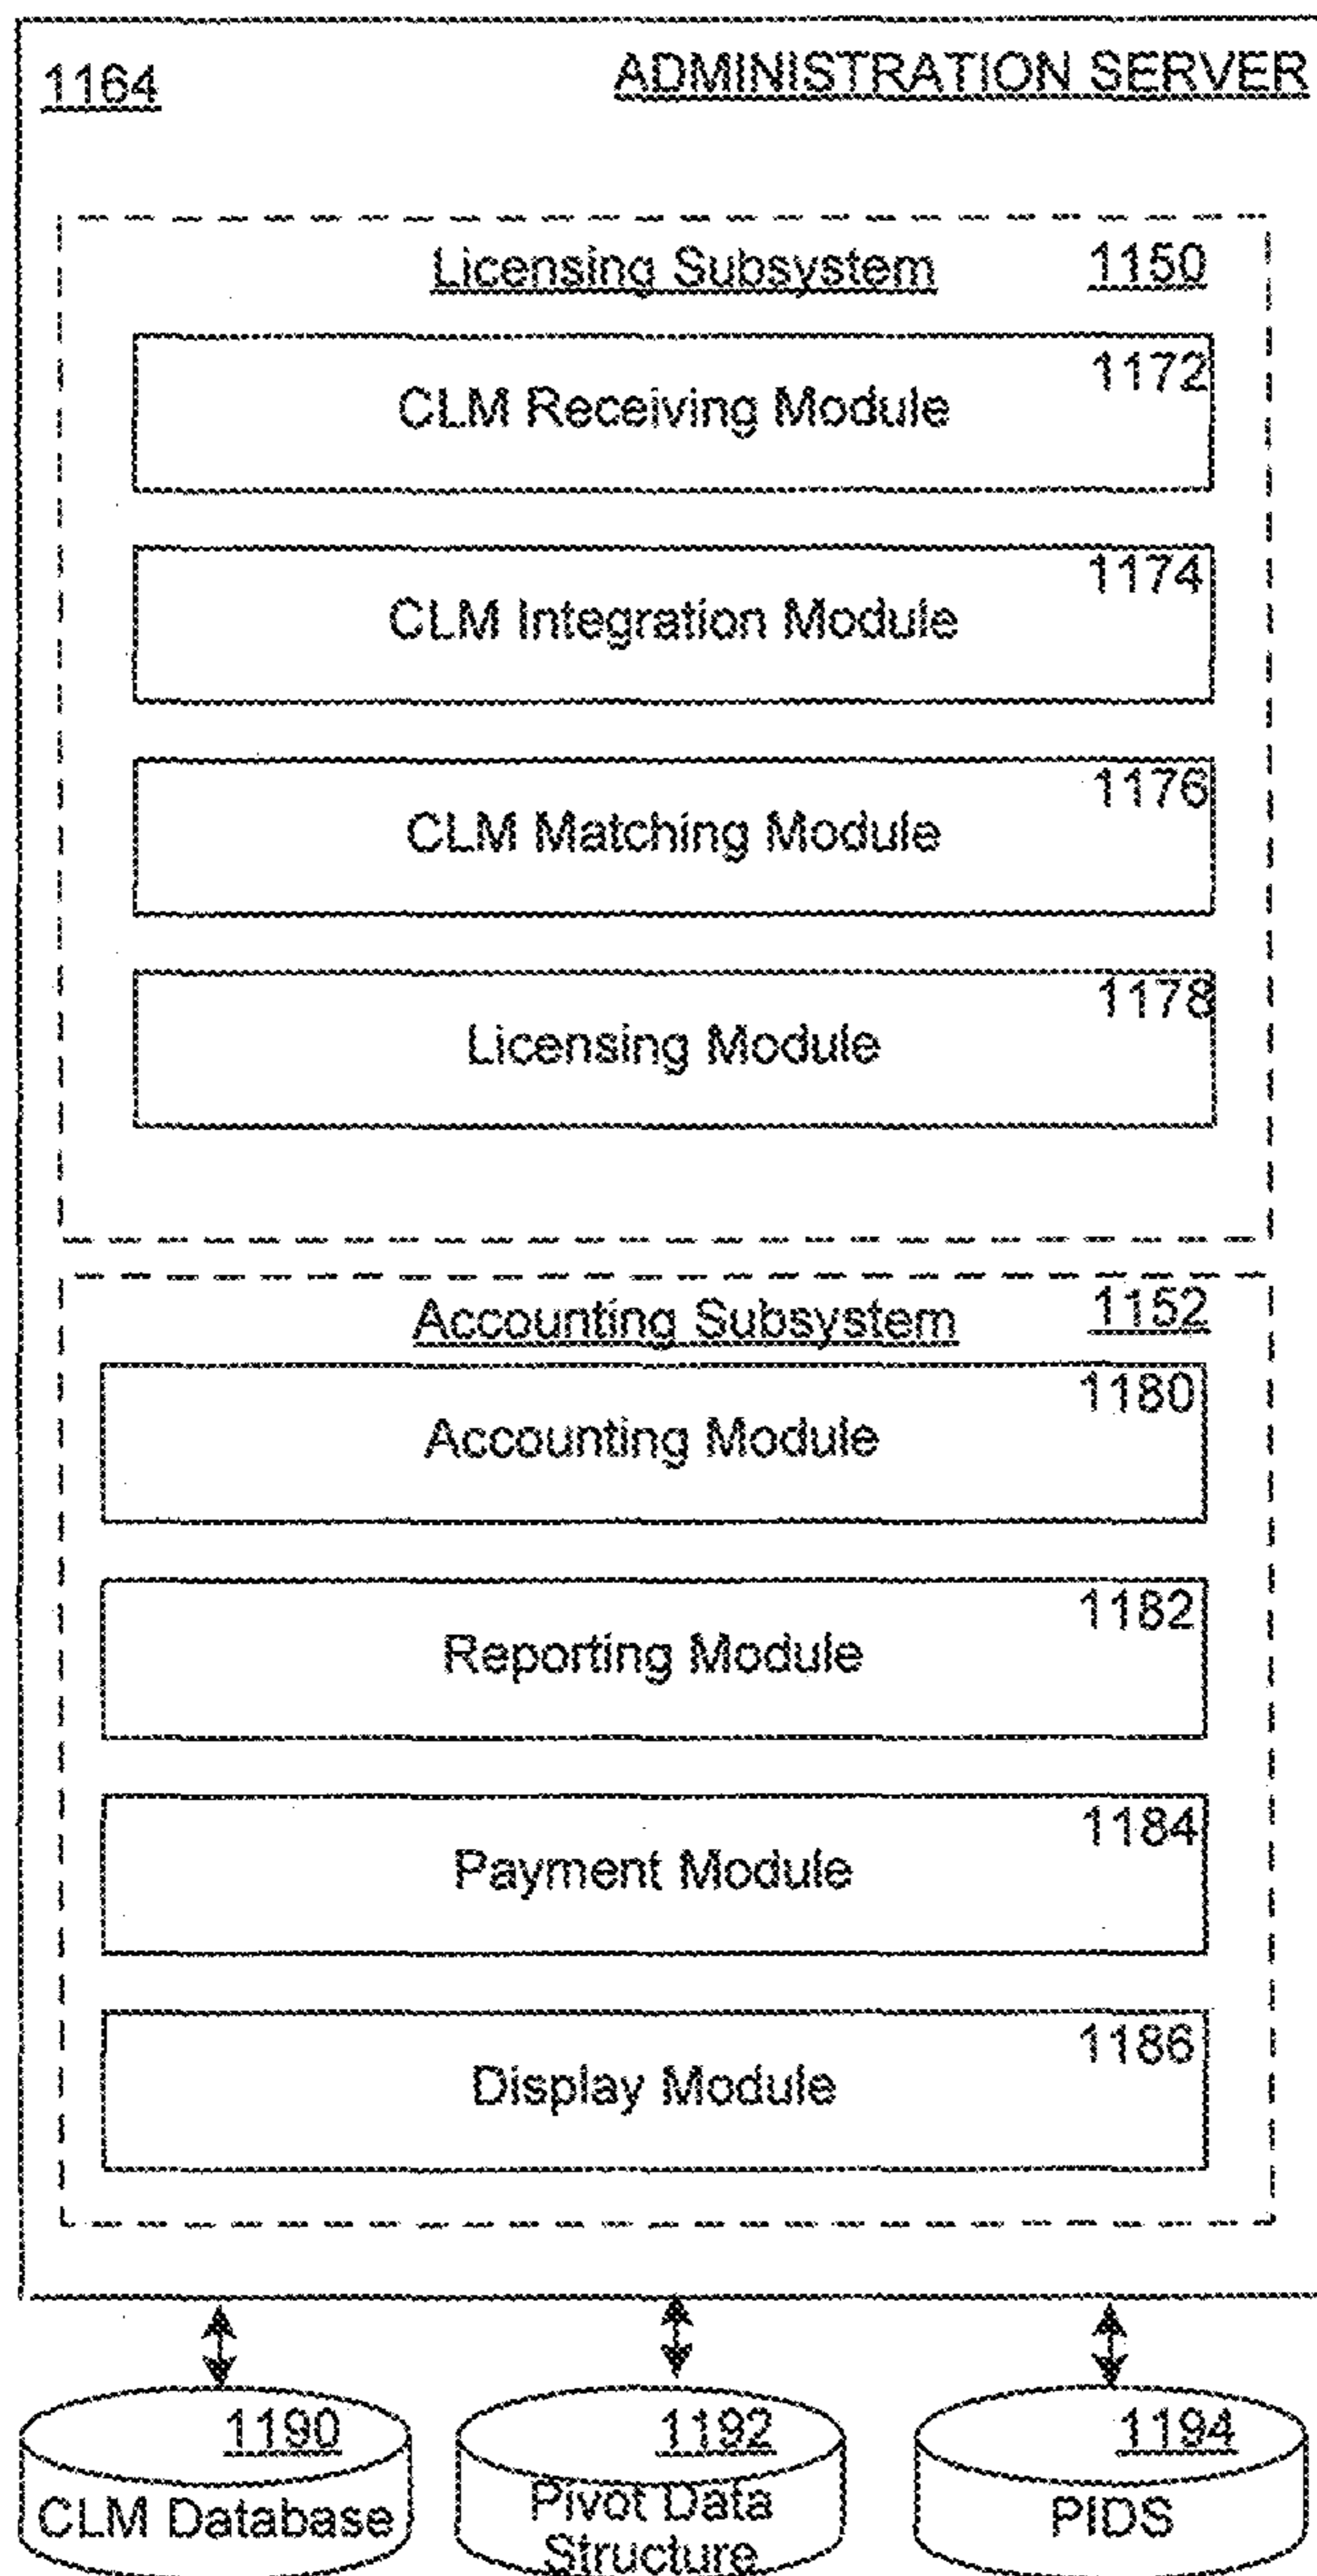 1164 ADMINISTRATION SERVER
Licensing Subsystem 1150
1172
CLM Receiving Module
1174
CLM Integration Module
1176
CLM Matching Module
1178
Licensing Module
Accounting Subsystem 1152
1180
Accounting Module
1182
Reporting Module
1184
Payment Module
1186
Display Module
1190
CLM Database
1192
Pivot Data
Structure
1194
PIDS